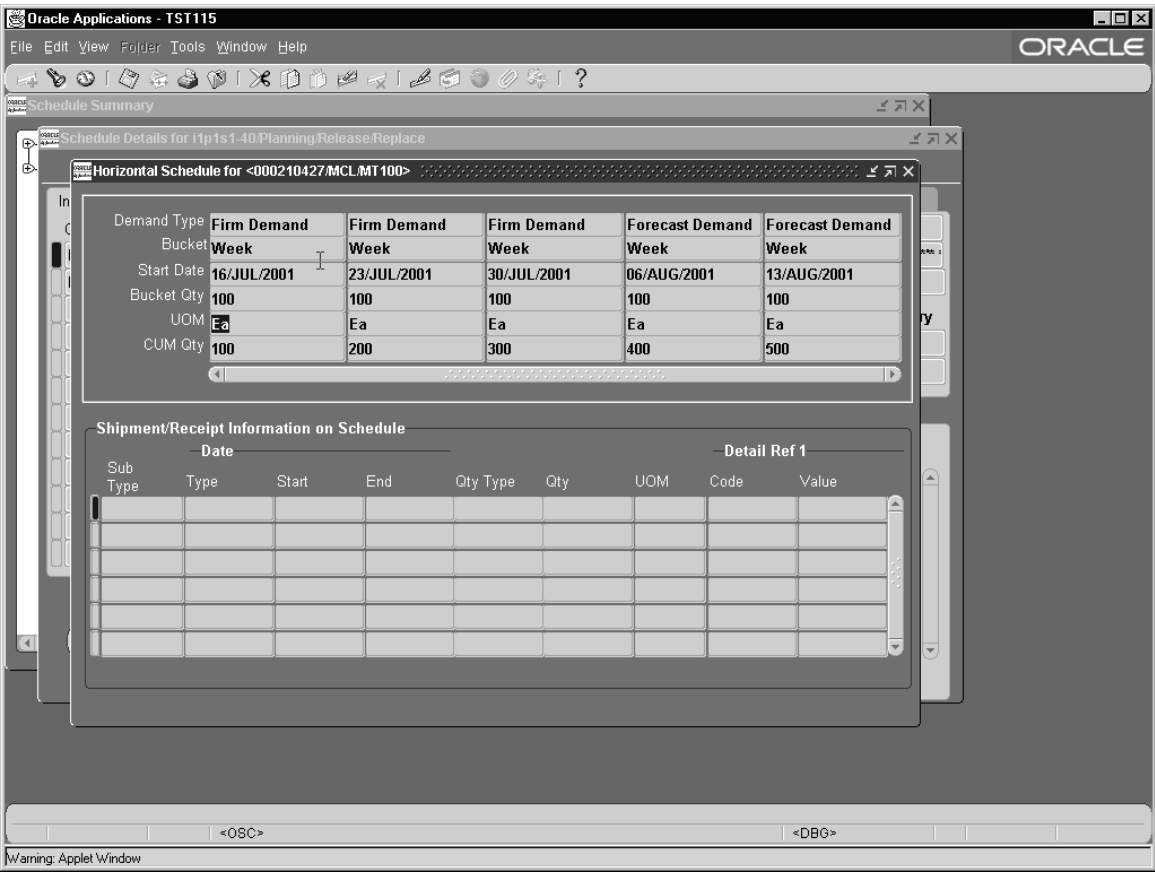 Oracle Applications - TST115
File Edit View Folder Tools Window Help
ORACLE
Schedule Summary
Schedule Details for i1p1s1-40/Planning/Release/Replace
Horizontal Schedule for <000210427/MCL/MT100>
In
Demand Type Firm Demand Firm Demand Firm Demand Forecast Demand Forecast Demand
Bucket Week Week Week Week Week
Start Date 16/JUL/2001 23/JUL/2001 30/JUL/2001 06/AUG/2001 13/AUG/2001
Bucket Qty 100 100 100 100 100
UOM Ea Ea Ea Ea Ea
ry
CUM Qty 100 200 300 400 500
Shipment/Receipt Information on Schedule
Date Detail Ref 1
Sub Type Type Start End Qty Type Qty UOM Code Value
<OSC> <DBG>
Warning: Applet Window